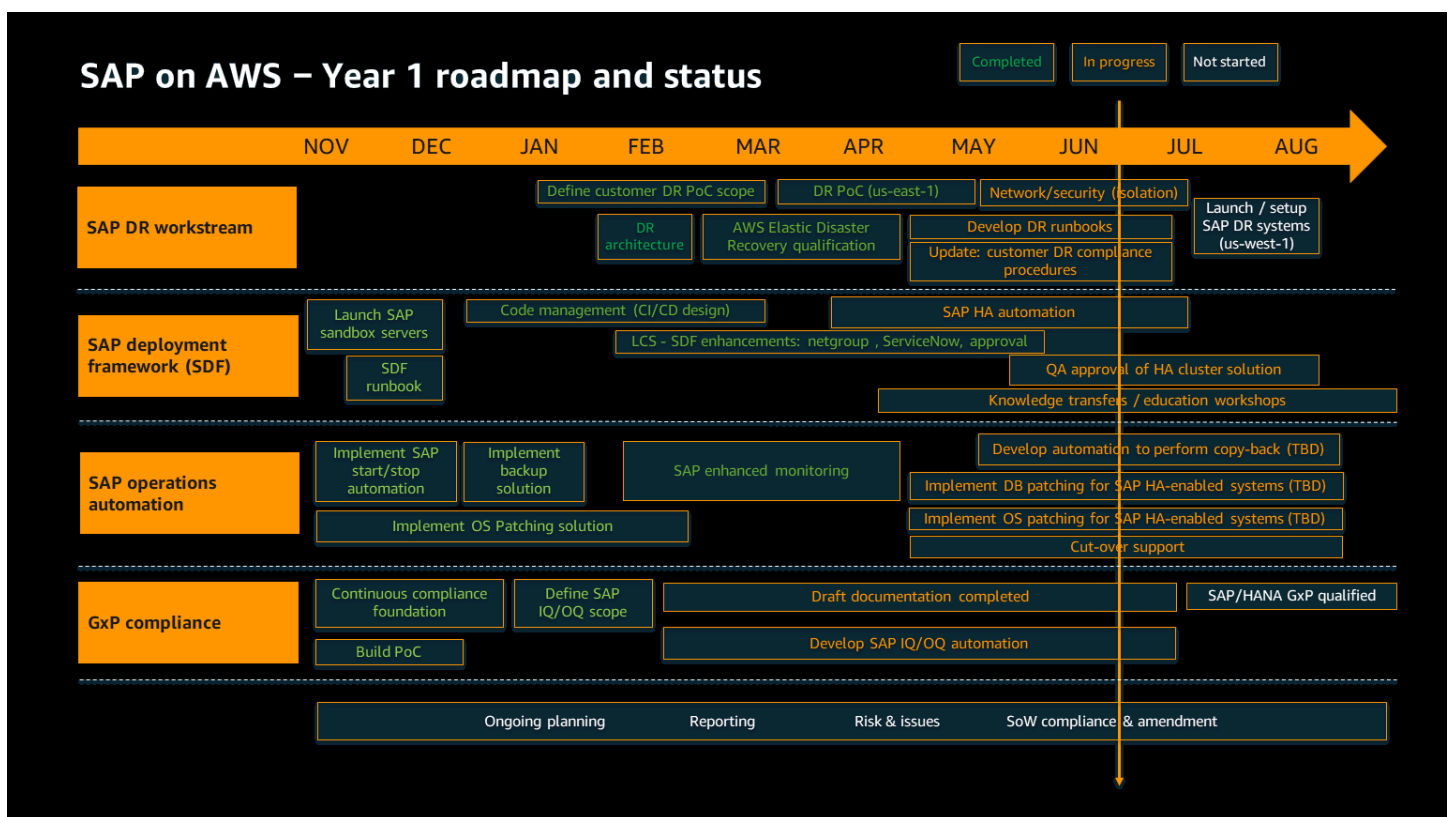 SAP on AWS – Year 1 roadmap and status
Completed
In progress
Not started
NOV DEC JAN FEB MAR APR MAY JUN JUL AUG
SAP DR workstream
Define customer DR PoC scope
DR PoC (us-east-1)
Network/security (isolation)
DR
architecture
AWS Elastic Disaster
Recovery qualification
Develop DR runbooks
Update: customer DR compliance
procedures
Launch / setup
SAP DR systems
(us-west-1)
SAP deployment
framework (SDF)
Launch SAP
sandbox servers
Code management (CI/CD design)
SAP HA automation
LCS - SDF enhancements: netgroup , ServiceNow, approval
SDF
runbook
QA approval of HA cluster solution
Knowledge transfers / education workshops
SAP operations
automation
Implement SAP
start/stop
automation
Implement
backup
solution
SAP enhanced monitoring
Develop automation to perform copy-back (TBD)
Implement DB patching for SAP HA-enabled systems (TBD)
Implement OS Patching solution
Implement OS patching for SAP HA-enabled systems (TBD)
Cut-over support
GxP compliance
Continuous compliance
foundation
Define SAP
IQ/OQ scope
Draft documentation completed
SAP/HANA GxP qualified
Build PoC
Develop SAP IQ/OQ automation
Ongoing planning
Reporting
Risk & issues
SoW compliance & amendment